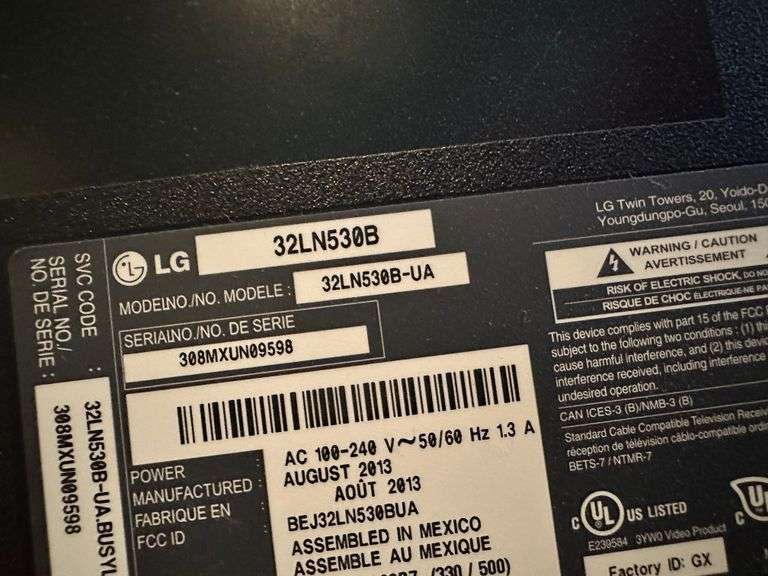 LG 32LN530B
MODELNO./NO. MODELE : 32LN530B-UA
SERIALNO./NO. DE SERIE
308MXUN09598
SVC CODE :
SERIAL NO./
NO. DE SERIE :
32LN530B-UA.BUSYL
308MXUN09598
POWER
MANUFACTURED :
FABRIQUE EN
FCC ID
AC 100-240 V~50/60 Hz 1.3 A
AUGUST 2013
AOÛT 2013
BEJ32LN530BUA
ASSEMBLED IN MEXICO
ASSEMBLE AU MEXIQUE
(330 / 500)
LG Twin Towers, 20, Yoido-D
Youngdungpo-Gu, Seoul, 150
WARNING / CAUTION
AVERTISSEMENT
RISK OF ELECTRIC SHOCK, DO NO
RISQUE DE CHOC ELECTRIQUE-NE PA
This device complies with part 15 of the FCC
subject to the following two conditions : (1) this
cause harmful interference, and (2) this device
interference received, including interference
undesired operation.
CAN ICES-3 (B)/NMB-3 (B)
Standard Cable Compatible Television Receiv
réception de télévision câblo-compatible ordin
BETS-7 / NTMR-7
c UL US LISTED
E239584 3YW0 Video Product
c UL
Factory ID: GX